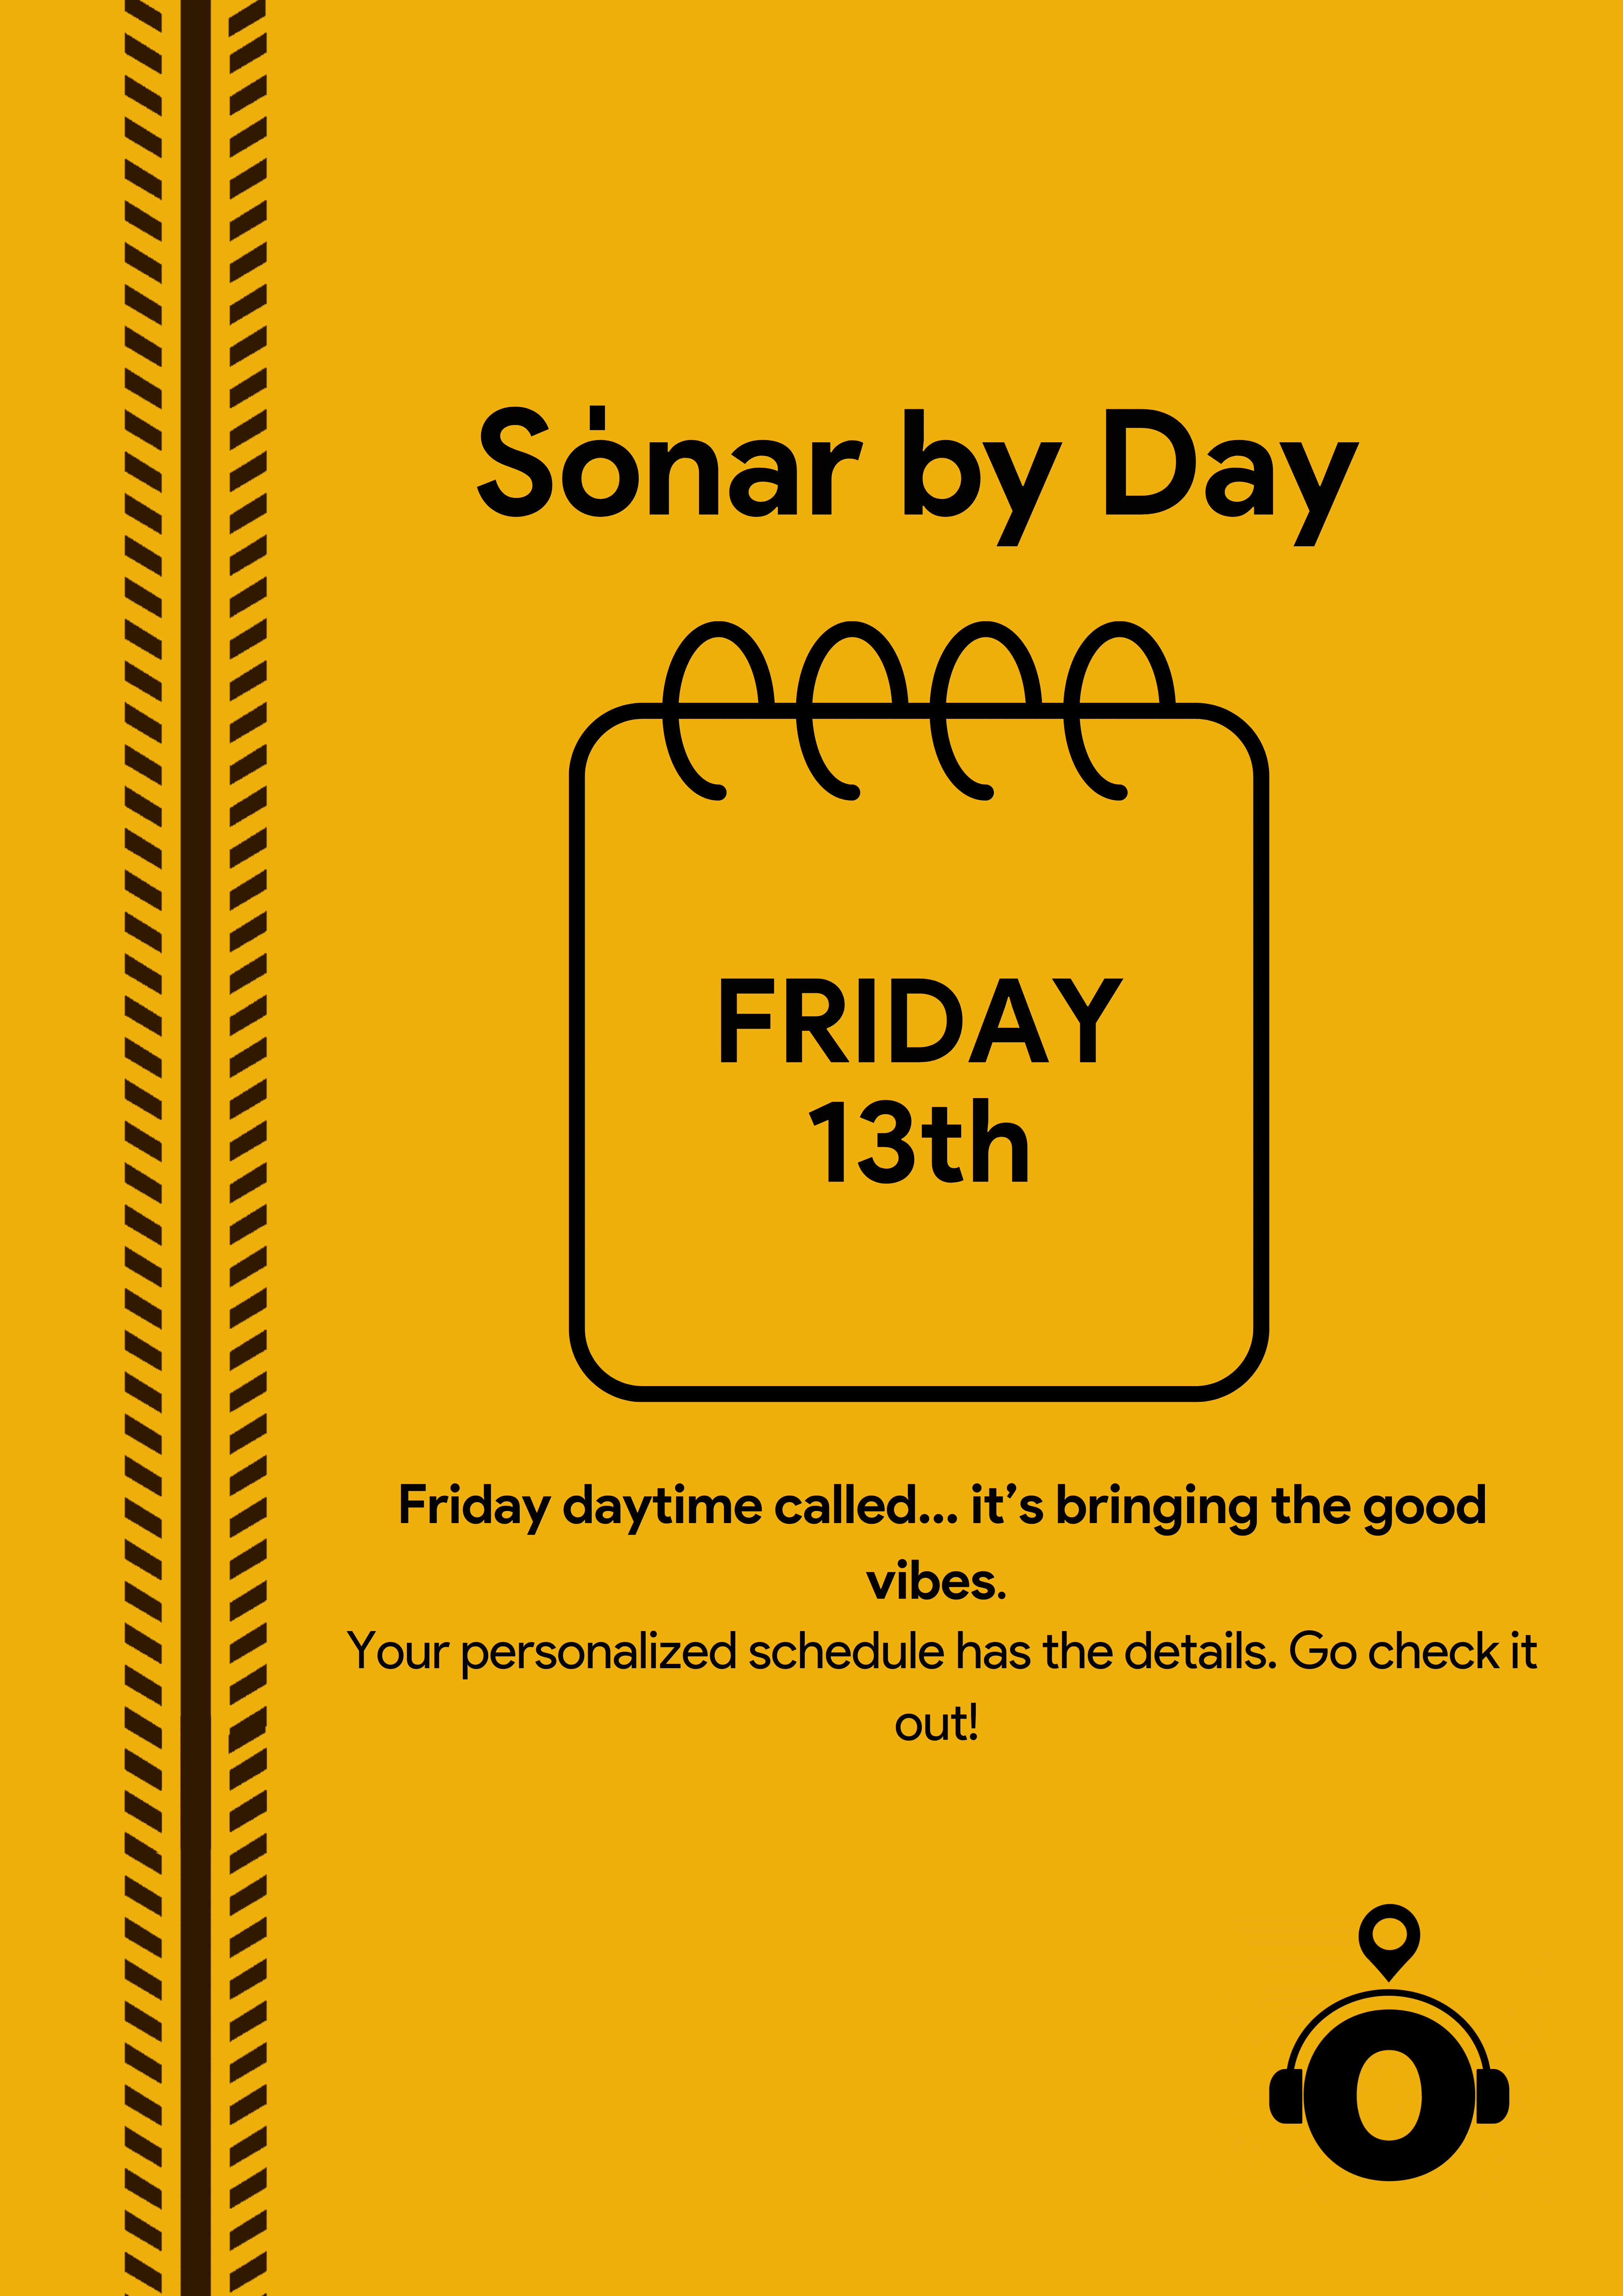 Sȯnar by Day
FRIDAY
13th
Friday daytime called... it’s bringing the good
vibes.
Your personalized schedule has the details. Go check it
out!
O